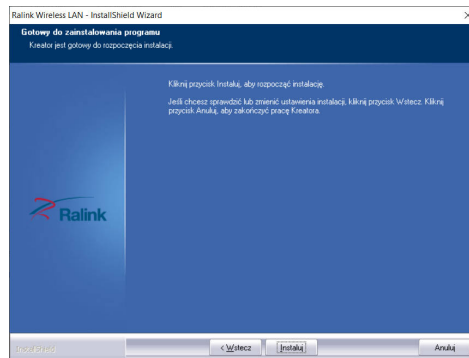 Ralink Wireless LAN - InstallShield Wizard
Gotowy do zainstalowania programu
Kreator jest gotowy do rozpoczęcia instalacji.
Kliknij przycisk Instaluj, aby rozpocząć instalację.
Jeśli chcesz sprawdzić lub zmienić ustawienia instalacji, kliknij przycisk Wstecz. Kliknij
przycisk Anuluj, aby zakończyć pracę Kreatora.
Ralink
InstallShield
< Wstecz Instaluj Anuluj